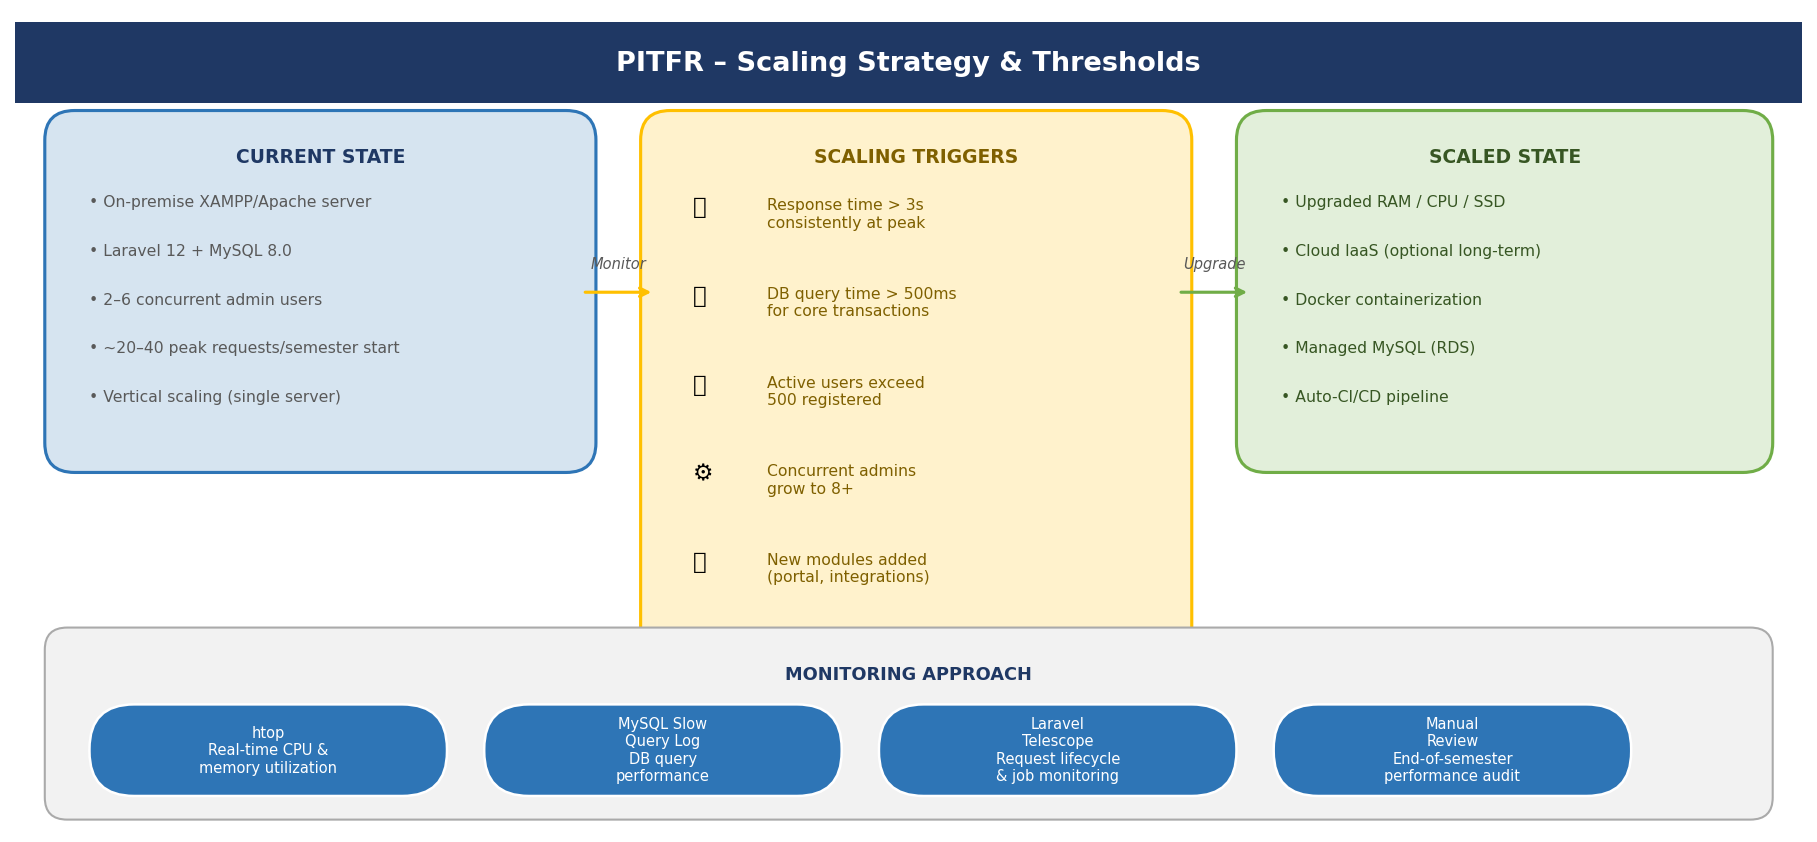 PITFR – Scaling Strategy & Thresholds
CURRENT STATE
• On-premise XAMPP/Apache server
• Laravel 12 + MySQL 8.0
• 2–6 concurrent admin users
• ~20–40 peak requests/semester start
• Vertical scaling (single server)
Monitor
SCALING TRIGGERS
Response time > 3s
consistently at peak
DB query time > 500ms
for core transactions
Active users exceed
500 registered
⚙ Concurrent admins
grow to 8+
New modules added
(portal, integrations)
Upgrade
SCALED STATE
• Upgraded RAM / CPU / SSD
• Cloud IaaS (optional long-term)
• Docker containerization
• Managed MySQL (RDS)
• Auto-CI/CD pipeline
MONITORING APPROACH
htop
Real-time CPU &
memory utilization
MySQL Slow
Query Log
DB query
performance
Laravel
Telescope
Request lifecycle
& job monitoring
Manual
Review
End-of-semester
performance audit